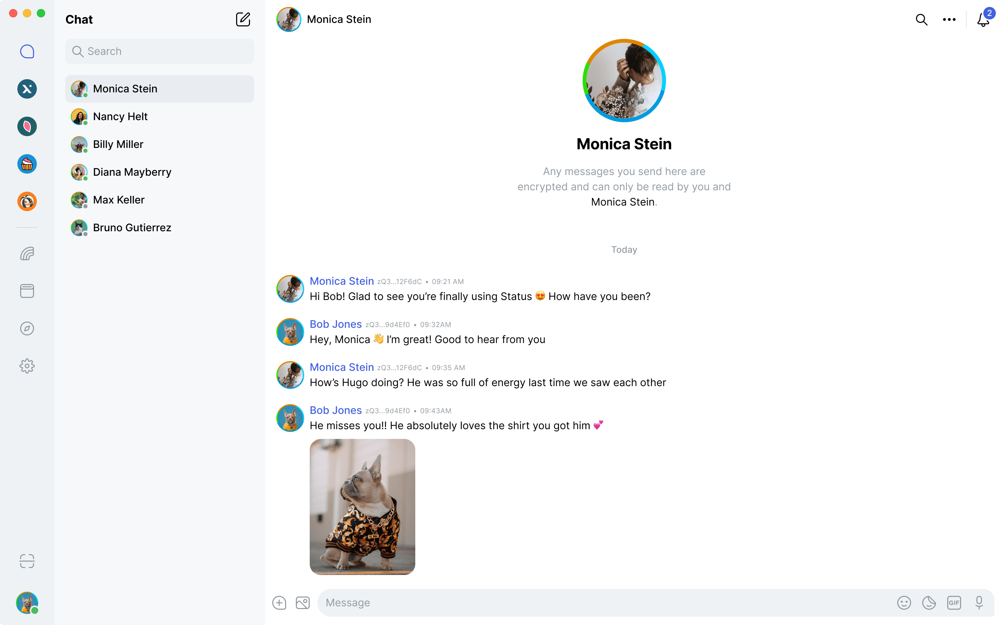 Chat
Search
Monica Stein
Nancy Helt
Billy Miller
Diana Mayberry
Max Keller
Bruno Gutierrez
Monica Stein
2
Monica Stein
Any messages you send here are
encrypted and can only be read by you and
Monica Stein.
Today
Monica Stein zQ3...12F6dC • 09:21 AM
Hi Bob! Glad to see you’re finally using Status 😍 How have you been?
Bob Jones zQ3...9d4Ef0 • 09:32AM
Hey, Monica 👋 I’m great! Good to hear from you
Monica Stein zQ3...12F6dC • 09:35 AM
How’s Hugo doing? He was so full of energy last time we saw each other
Bob Jones zQ3...9d4Ef0 • 09:43AM
He misses you!! He absolutely loves the shirt you got him 💕
LIL MAN
Message
GIF